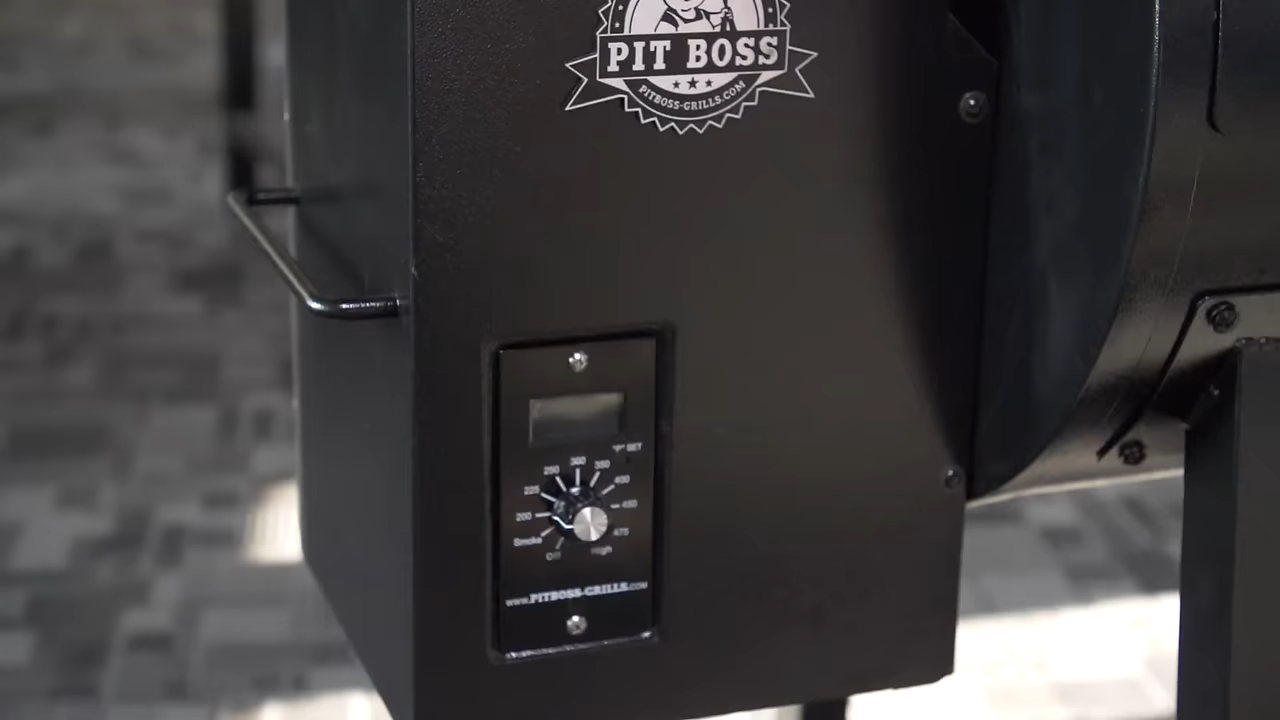 PIT BOSS
PITBOSS-GRILLS.COM
°F SET
300
250
350
225
400
200
450
Smoke
475
Off
High
www.PITBOSS-GRILLS.com